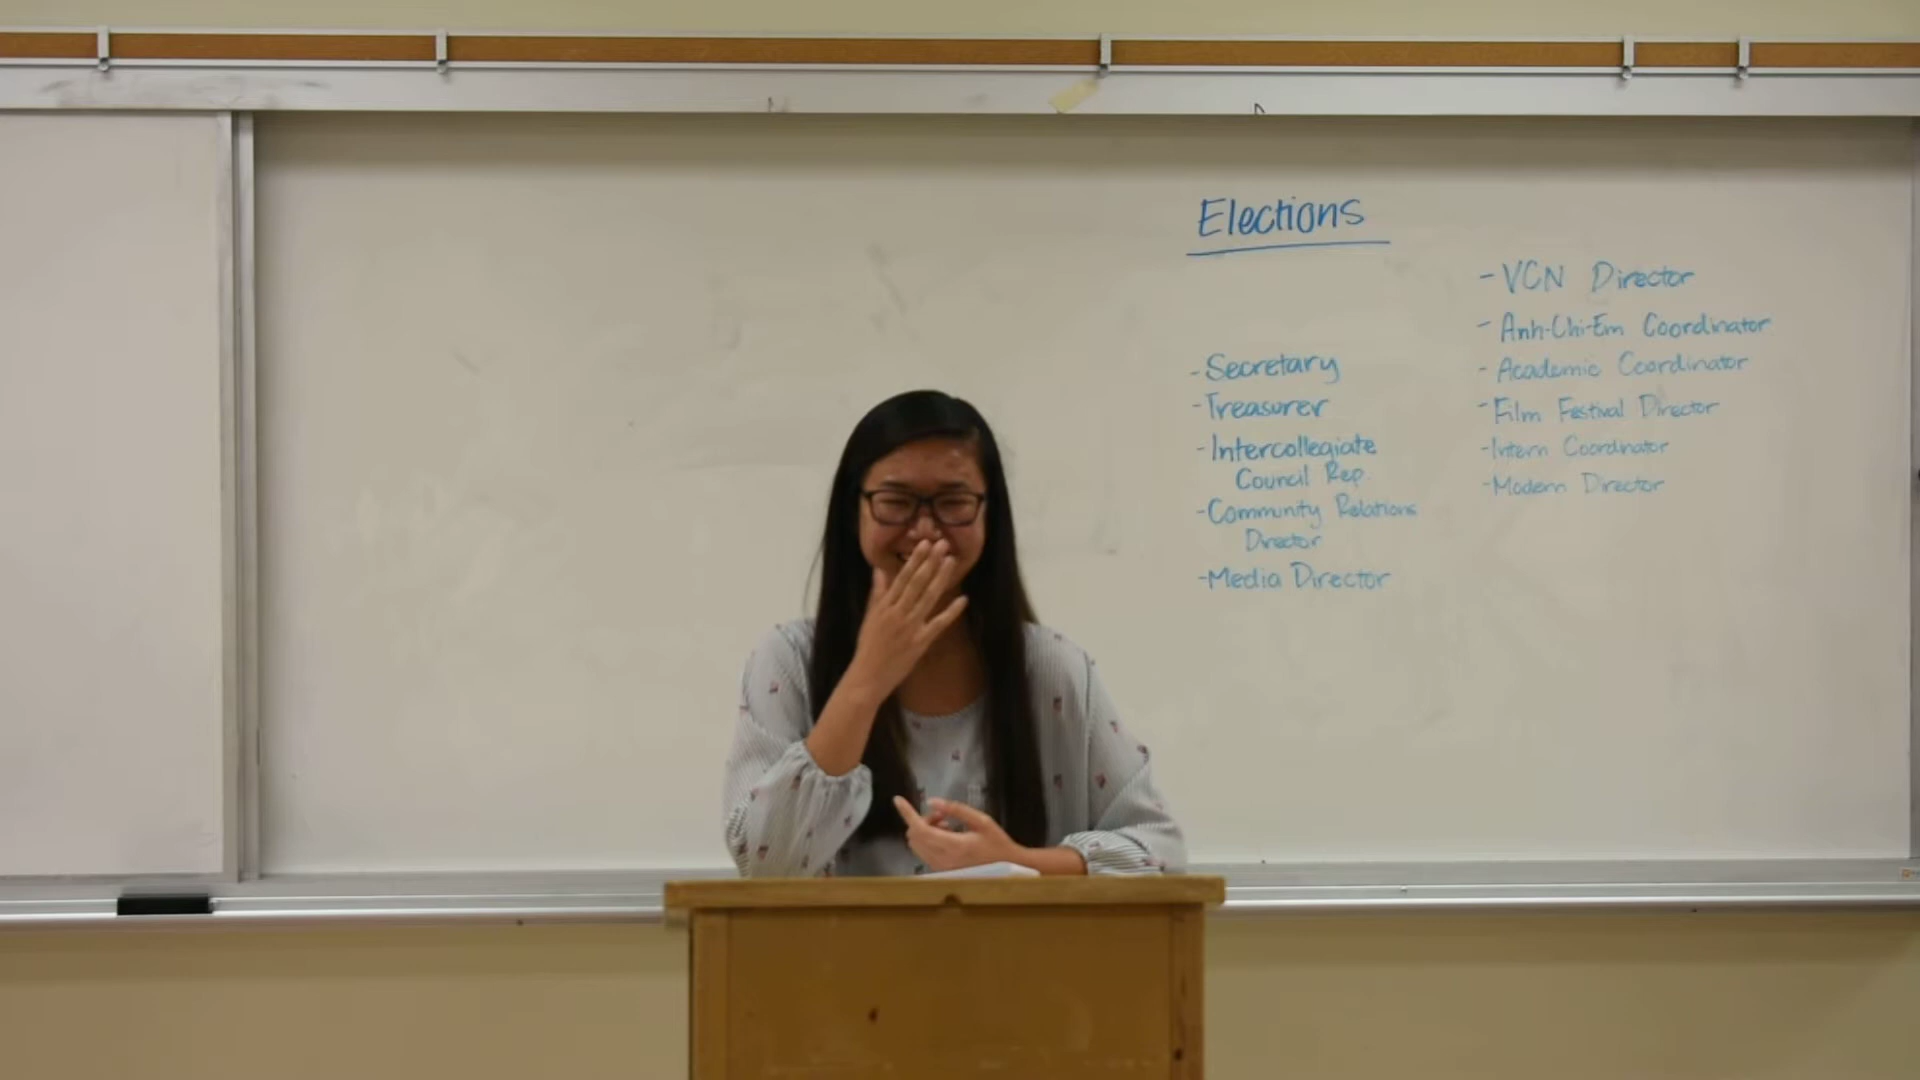 Elections
- Secretary
- Treasurer
- Intercollegiate
Council Rep.
- Community Relations
Director
- Media Director
- VCN Director
- Anh-Chi-Em Coordinator
- Academic Coordinator
- Film Festival Director
- Intern Coordinator
- Modern Director